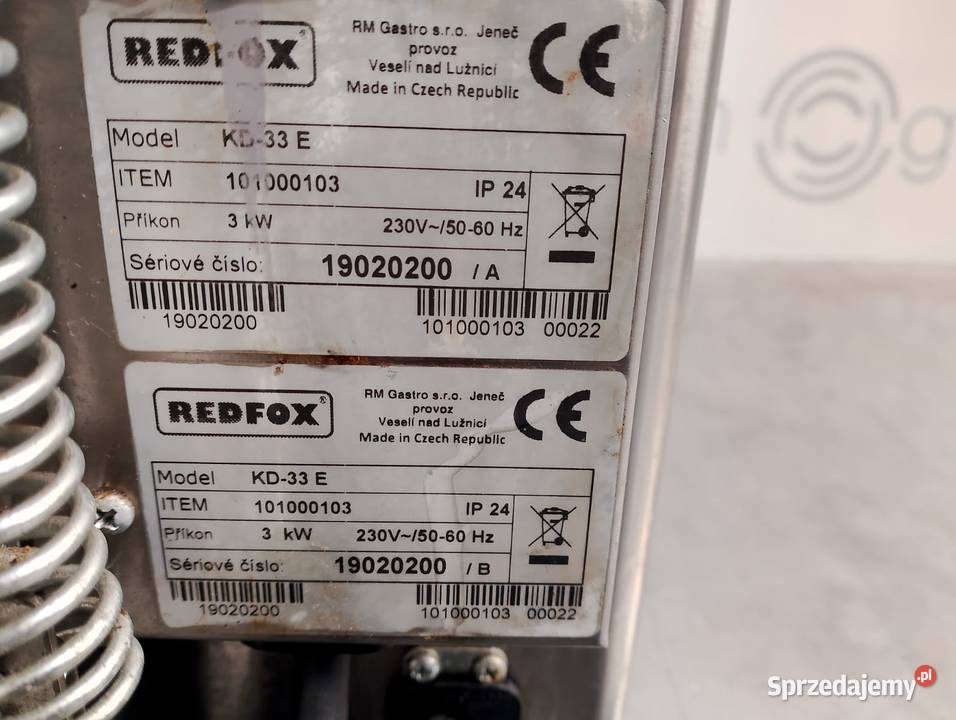 REDFOX
RM Gastro s.r.o. Jeneč
provoz
Veselí nad Lužnicí
Made in Czech Republic
CE
Model KD-33 E
ITEM 101000103 IP 24
Příkon 3 kW 230V~/50-60 Hz
Sériové číslo: 19020200 / A
19020200 101000103 00022
REDFOX®
RM Gastro s.r.o. Jeneč
provoz
Veselí nad Lužnicí
Made in Czech Republic
CE
Model KD-33 E
ITEM 101000103 IP 24
Příkon 3 kW 230V~/50-60 Hz
Sériové číslo: 19020200 / B
19020200 101000103 00022
Sprzedajemy.pl